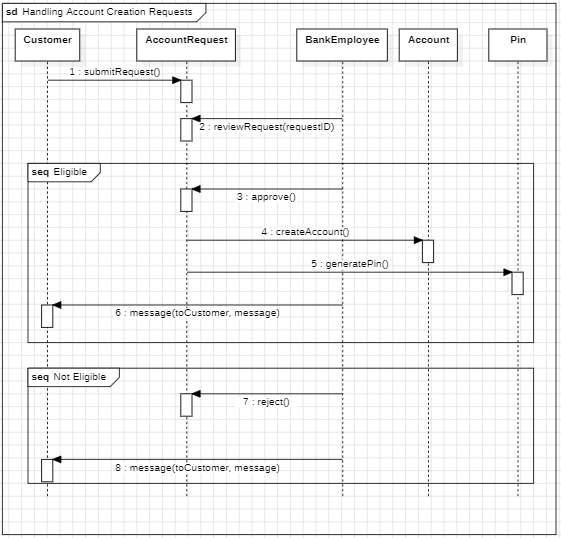 sd Handling Account Creation Requests
Customer
AccountRequest
BankEmployee
Account
Pin
1 : submitRequest()
2 : reviewRequest(requestID)
seq Eligible
3 : approve()
4 : createAccount()
5 : generatePin()
6 : message(toCustomer, message)
seq Not Eligible
7 : reject()
8 : message(toCustomer, message)